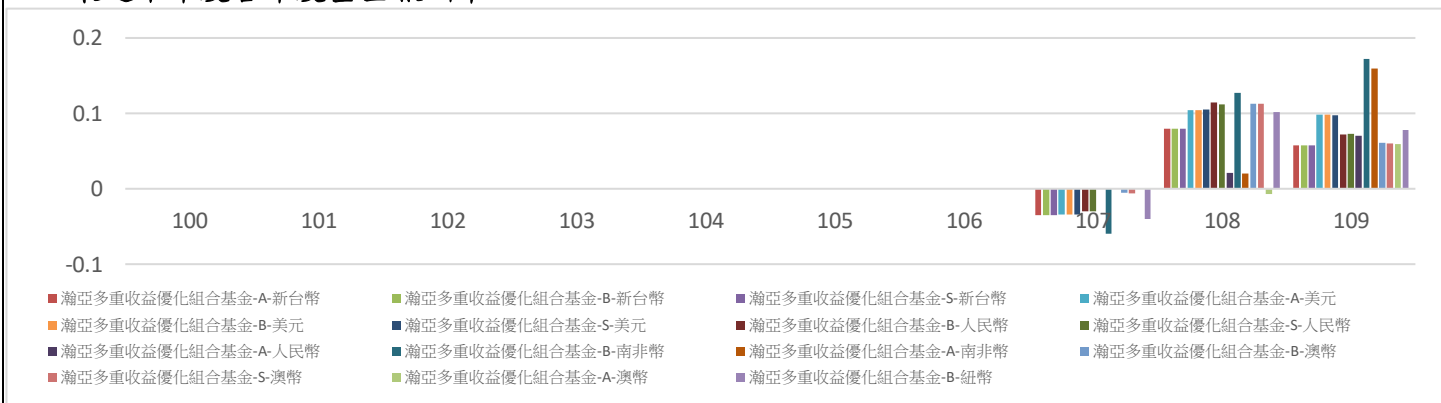 0.2
0.1
0
-0.1
100 101 102 103 104 105 106 107 108 109
瀚亞多重收益優化組合基金-A-新台幣 瀚亞多重收益優化組合基金-B-新台幣 瀚亞多重收益優化組合基金-S-新台幣 瀚亞多重收益優化組合基金-A-美元
瀚亞多重收益優化組合基金-B-美元 瀚亞多重收益優化組合基金-S-美元 瀚亞多重收益優化組合基金-B-人民幣 瀚亞多重收益優化組合基金-S-人民幣
瀚亞多重收益優化組合基金-A-人民幣 瀚亞多重收益優化組合基金-B-南非幣 瀚亞多重收益優化組合基金-A-南非幣 瀚亞多重收益優化組合基金-B-澳幣
瀚亞多重收益優化組合基金-S-澳幣 瀚亞多重收益優化組合基金-A-澳幣 瀚亞多重收益優化組合基金-B-紐幣